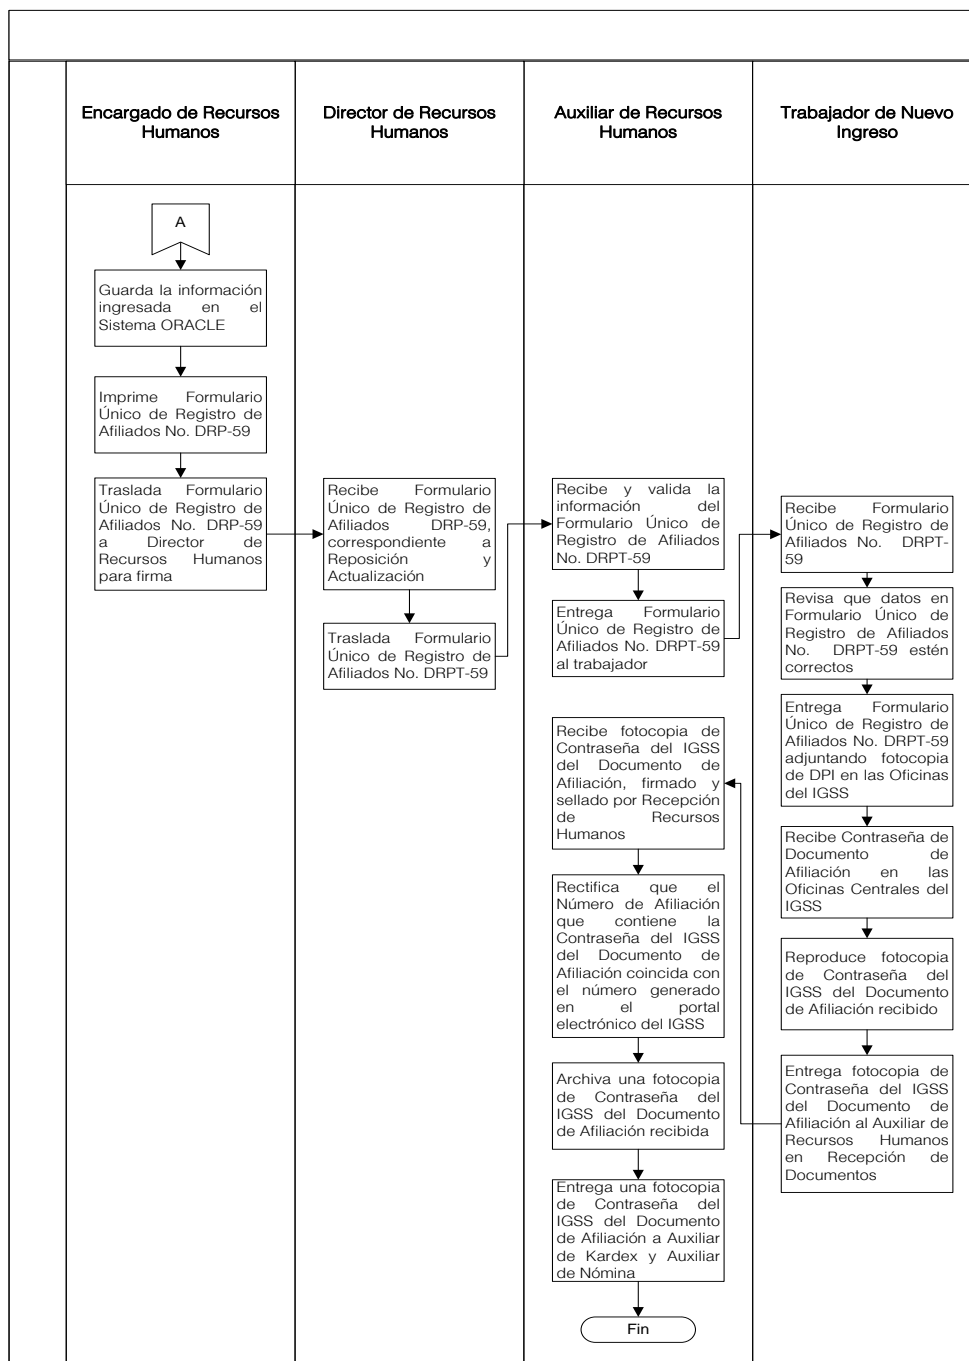 Encargado de Recursos
Humanos
Director de Recursos
Humanos
Auxiliar de Recursos
Humanos
Trabajador de Nuevo
Ingreso
A
Guarda la información
ingresada en el
Sistema ORACLE
Imprime Formulario
Único de Registro de
Afiliados No. DRP-59
Traslada Formulario
Único de Registro de
Afiliados No. DRP-59
a Director de
Recursos Humanos
para firma
Recibe Formulario
Único de Registro de
Afiliados DRP-59,
correspondiente a
Reposición y
Actualización
Traslada Formulario
Único de Registro de
Afiliados No. DRPT-59
Recibe y valida la
información del
Formulario Único de
Registro de Afiliados
No. DRPT-59
Entrega Formulario
Único de Registro de
Afiliados No. DRPT-59
al trabajador
Recibe Formulario
Único de Registro de
Afiliados No. DRPT-
59
Revisa que datos en
Formulario Único de
Registro de Afiliados
No. DRPT-59 estén
correctos
Entrega Formulario
Único de Registro de
Afiliados No. DRPT-59
adjuntando fotocopia
de DPI en las Oficinas
del IGSS
Recibe Contraseña de
Documento de
Afiliación en las
Oficinas Centrales del
IGSS
Reproduce fotocopia
de Contraseña del
IGSS del Documento
de Afiliación recibido
Entrega fotocopia de
Contraseña del IGSS
del Documento de
Afiliación al Auxiliar de
Recursos Humanos
en Recepción de
Documentos
Recibe fotocopia de
Contraseña del IGSS
del Documento de
Afiliación, firmado y
sellado por Recepción
de Recursos
Humanos
Rectifica que el
Número de Afiliación
que contiene la
Contraseña del IGSS
del Documento de
Afiliación coincida con
el número generado
en el portal
electrónico del IGSS
Archiva una fotocopia
de Contraseña del
IGSS del Documento
de Afiliación recibida
Entrega una fotocopia
de Contraseña del
IGSS del Documento
de Afiliación a Auxiliar
de Kardex y Auxiliar
de Nómina
Fin